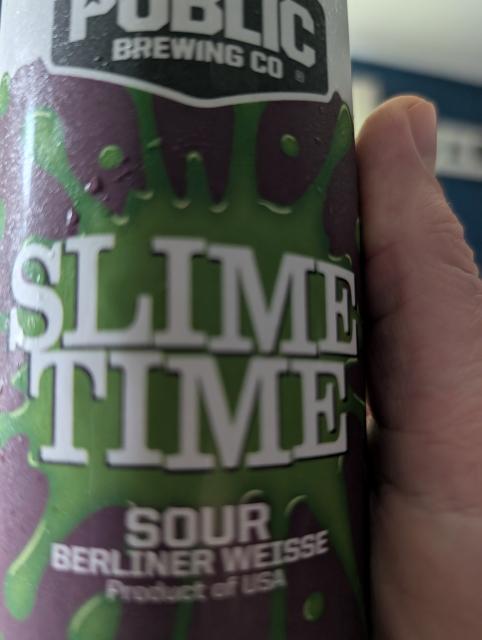 PUBLIC
BREWING CO ®
SLIME
TIME
SOUR
BERLINER WEISSE
Product of USA